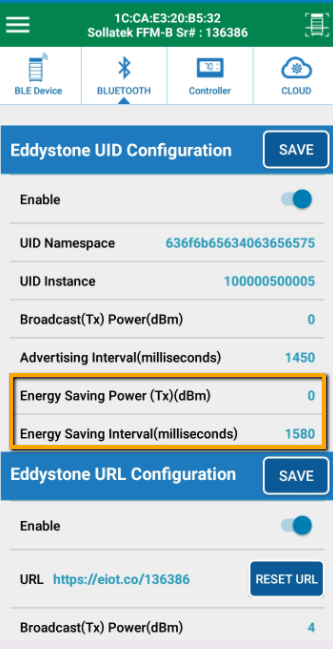 1C:CA:E3:20:B5:32
Sollatek FFM-B Sr# : 136386
BLE Device
BLUETOOTH
Controller
CLOUD
Eddystone UID Configuration SAVE
Enable
UID Namespace 636f6b65634063656575
UID Instance 100000500005
Broadcast(Tx) Power(dBm) 0
Advertising Interval(milliseconds) 1450
Energy Saving Power (Tx)(dBm) 0
Energy Saving Interval(milliseconds) 1580
Eddystone URL Configuration SAVE
Enable
URL https://eiot.co/136386 RESET URL
Broadcast(Tx) Power(dBm) 4